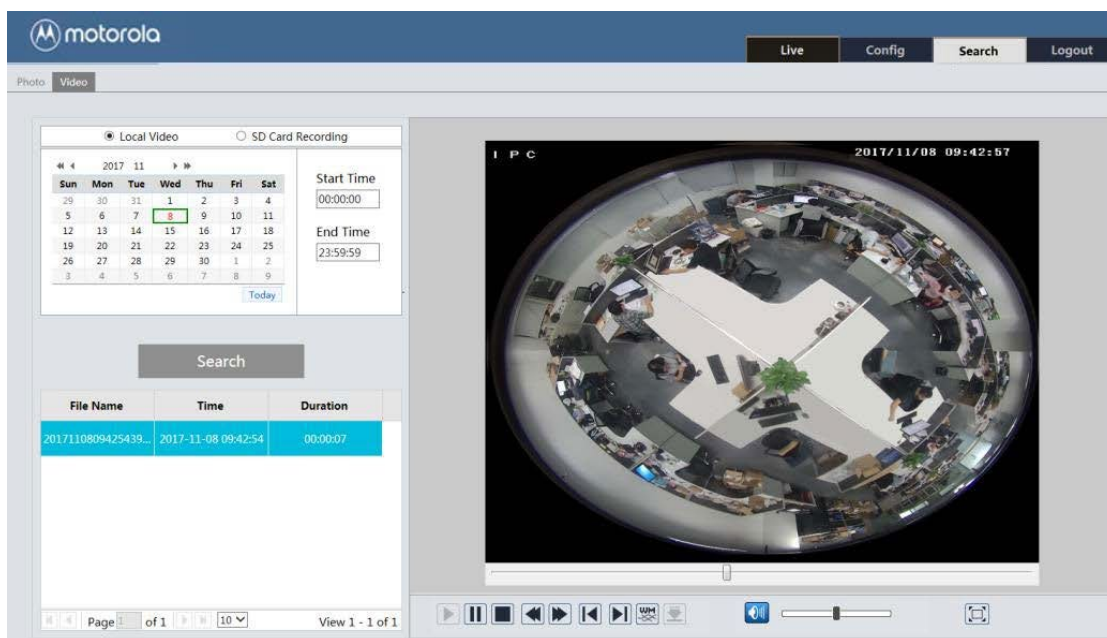 motorola
Live Config Search Logout
Photo Video
Local Video SD Card Recording
2017 11
Sun Mon Tue Wed Thu Fri Sat
29 30 31 1 2 3 4
5 6 7 8 9 10 11
12 13 14 15 16 17 18
19 20 21 22 23 24 25
26 27 28 29 30 1 2
3 4 5 6 7 8 9
Today
Start Time
00:00:00
End Time
23:59:59
Search
File Name Time Duration
2017110809425439... 2017-11-08 09:42:54 00:00:07
Page 1 of 1 10 View 1 - 1 of 1
I P C 2017/11/08 09:42:57
WM